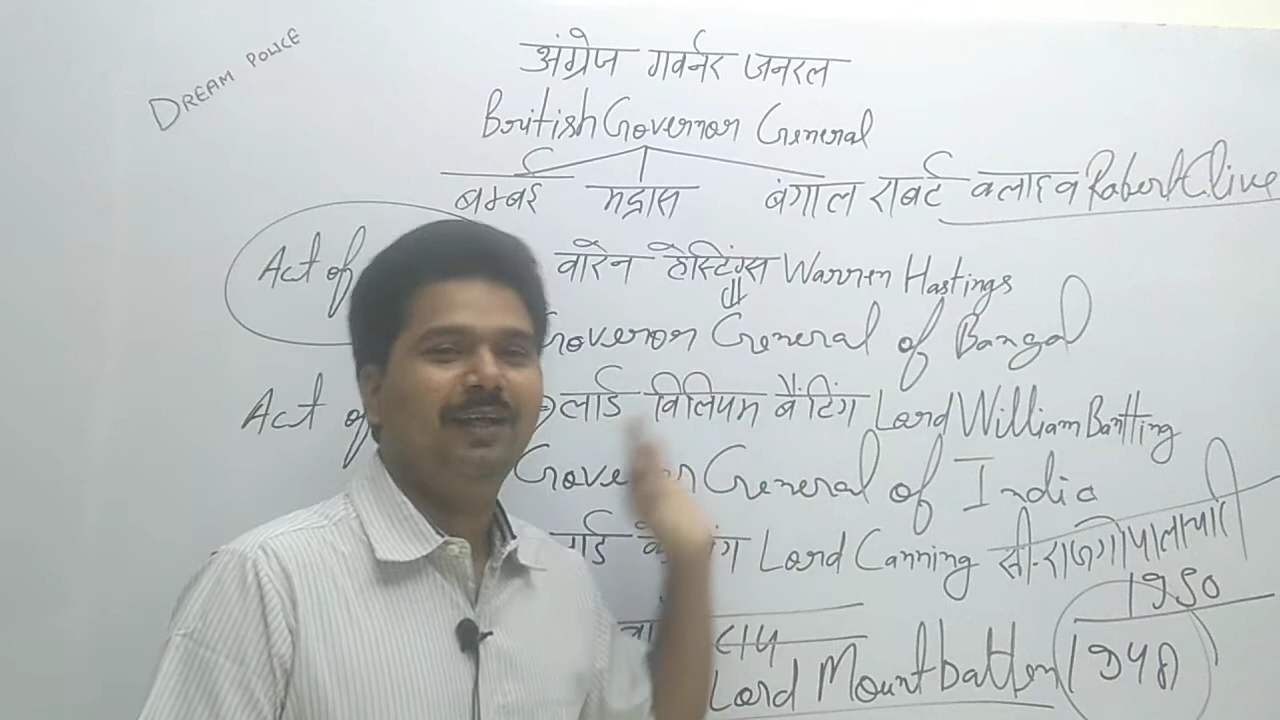 DREAM POLICE
अंग्रेज गवर्नर जनरल
British Governor General
बम्बई मद्रास बंगाल राबर्ट क्लाइव Robert Clive
Act of वारेन हेस्टिंग्स Warren Hastings
Governor General of Bangal
Act of लार्ड विलियम बैंटिंग Lord William Bantting
Governor General of India
Lord Canning सी. राजगोपालाचारी
1950
Lord Mountbatten 1948